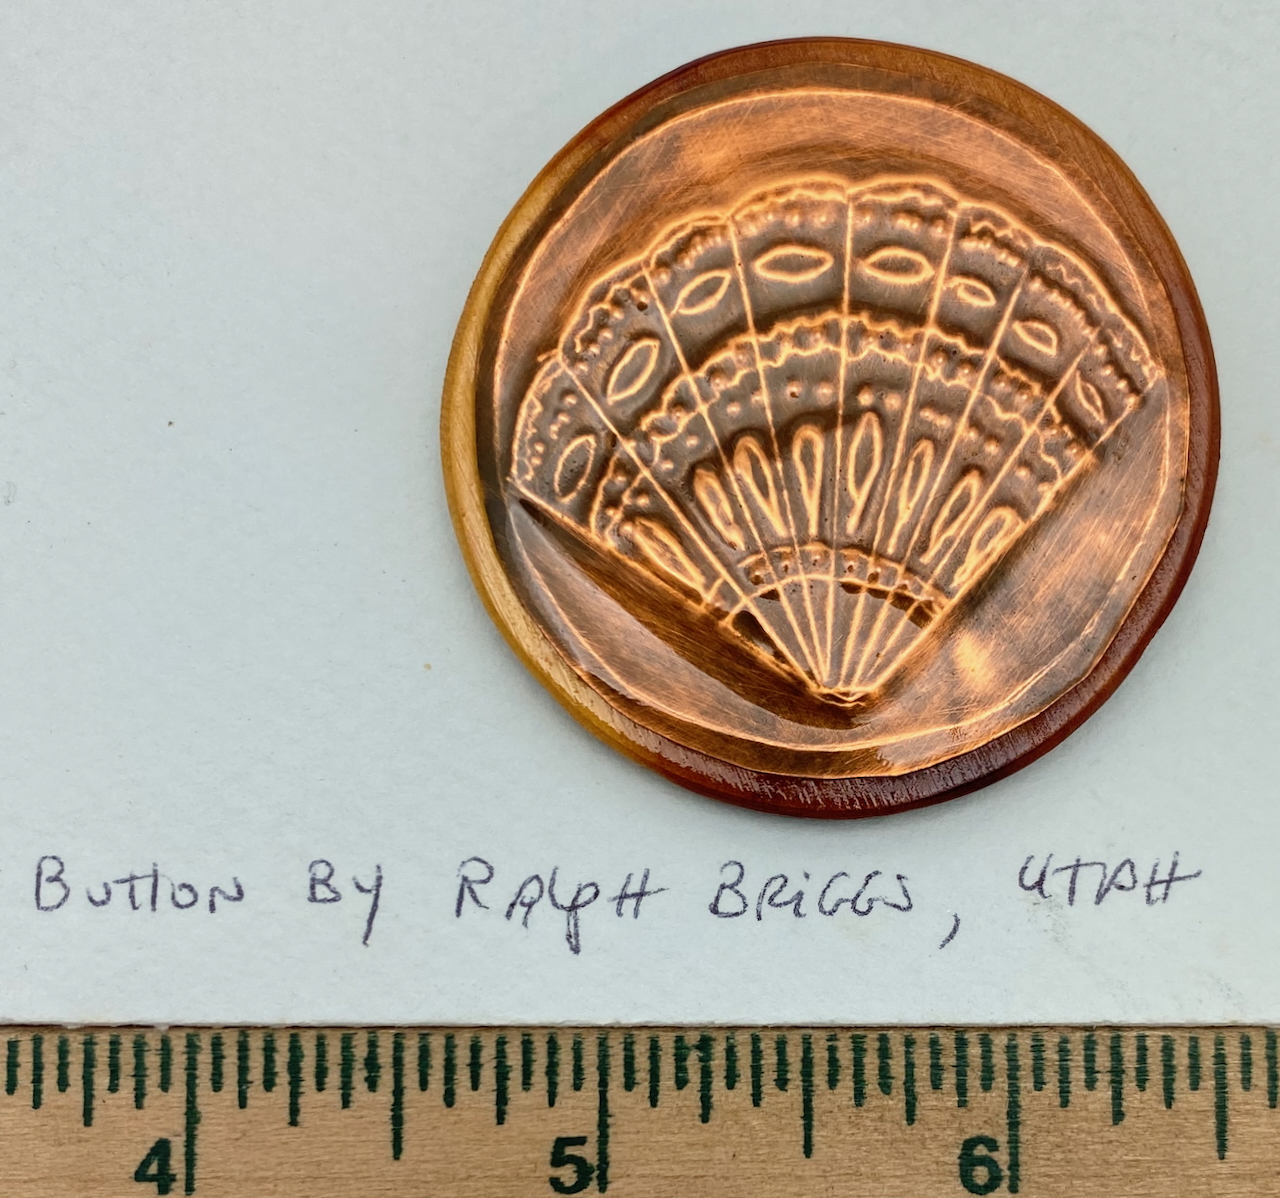 BUTTON BY RALPH BRIGGS, UTAH
4 5 6